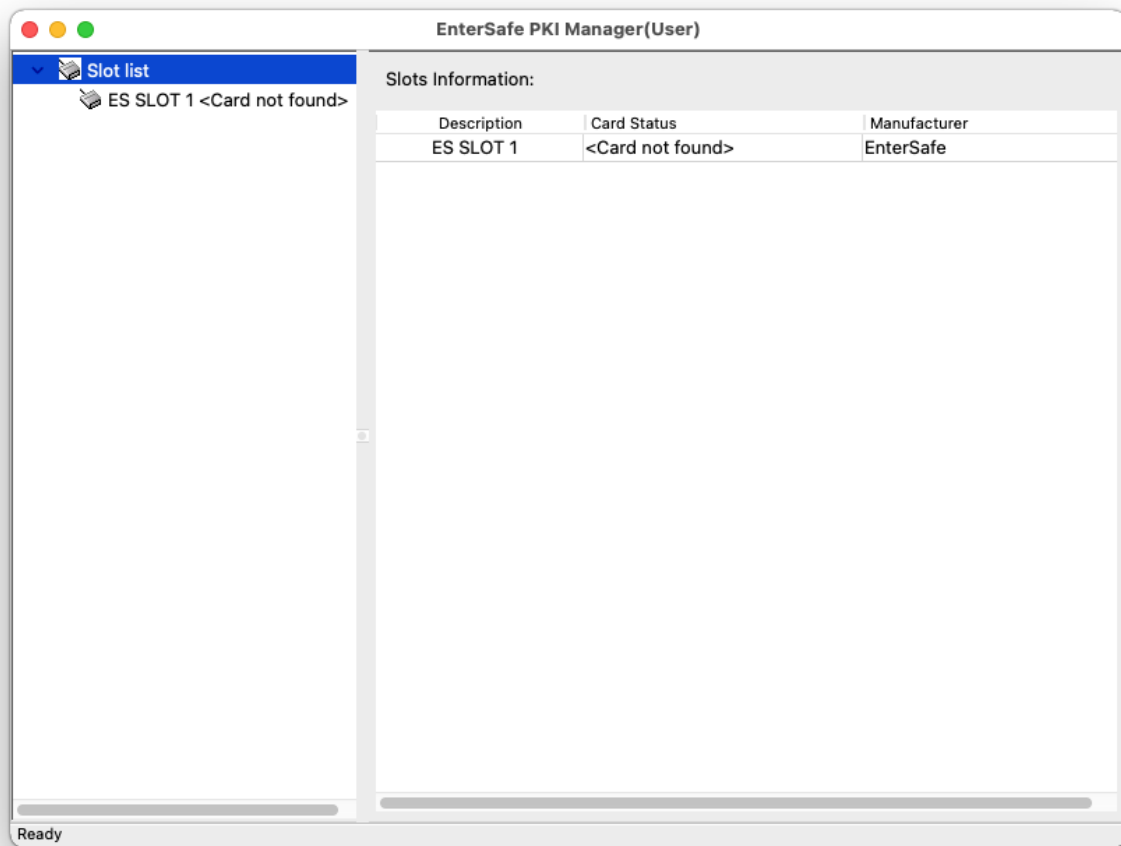 EnterSafe PKI Manager(User)
Slot list
ES SLOT 1 <Card not found>
Slots Information:
Description Card Status Manufacturer
ES SLOT 1 <Card not found> EnterSafe
Ready